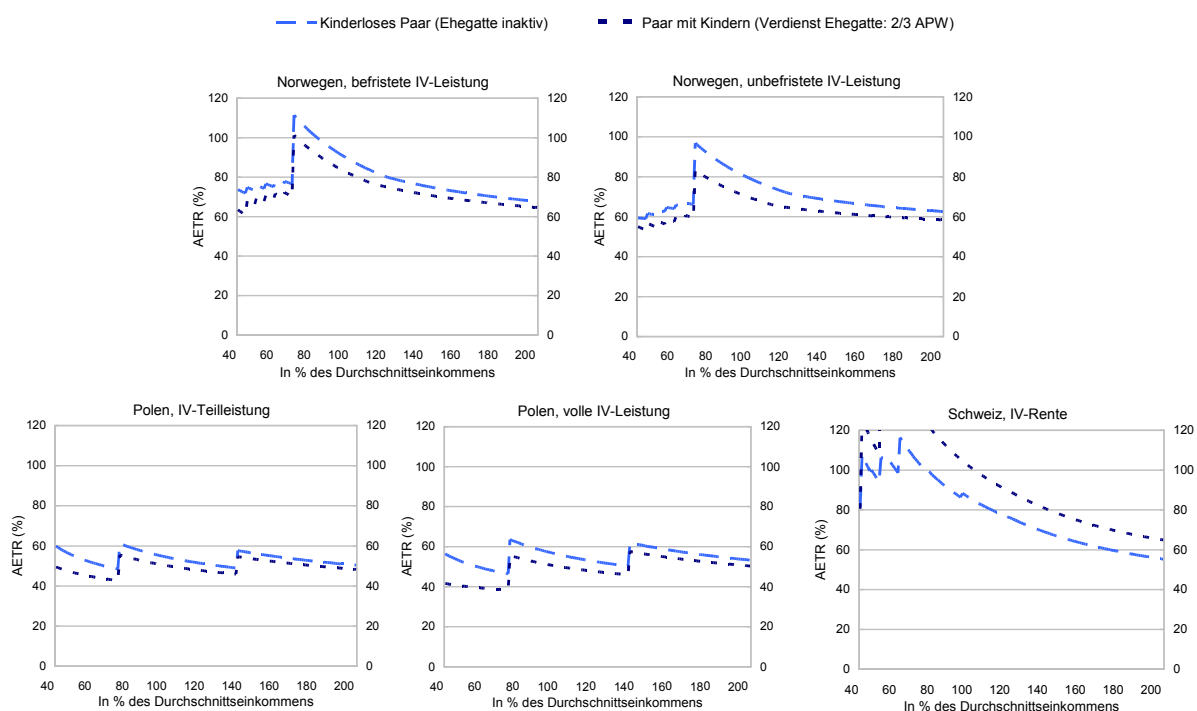 Kinderloses Paar (Ehegatte inaktiv) Paar mit Kindern (Verdienst Ehegatte: 2/3 APW)
Norwegen, befristete IV-Leistung
120 120
100 100
80 80
60 60
40 40
20 20
0 0
AETR (%)
40 60 80 100 120 140 160 180 200
In % des Durchschnittseinkommens
Norwegen, unbefristete IV-Leistung
120 120
100 100
80 80
60 60
40 40
20 20
0 0
AETR (%)
40 60 80 100 120 140 160 180 200
In % des Durchschnittseinkommens
Polen, IV-Teilleistung
120 120
100 100
80 80
60 60
40 40
20 20
0 0
AETR (%)
40 60 80 100 120 140 160 180 200
In % des Durchschnittseinkommens
Polen, volle IV-Leistung
120 120
100 100
80 80
60 60
40 40
20 20
0 0
AETR (%)
40 60 80 100 120 140 160 180 200
In % des Durchschnittseinkommens
Schweiz, IV-Rente
120 120
100 100
80 80
60 60
40 40
20 20
0 0
AETR (%)
40 60 80 100 120 140 160 180 200
In % des Durchschnittseinkommens